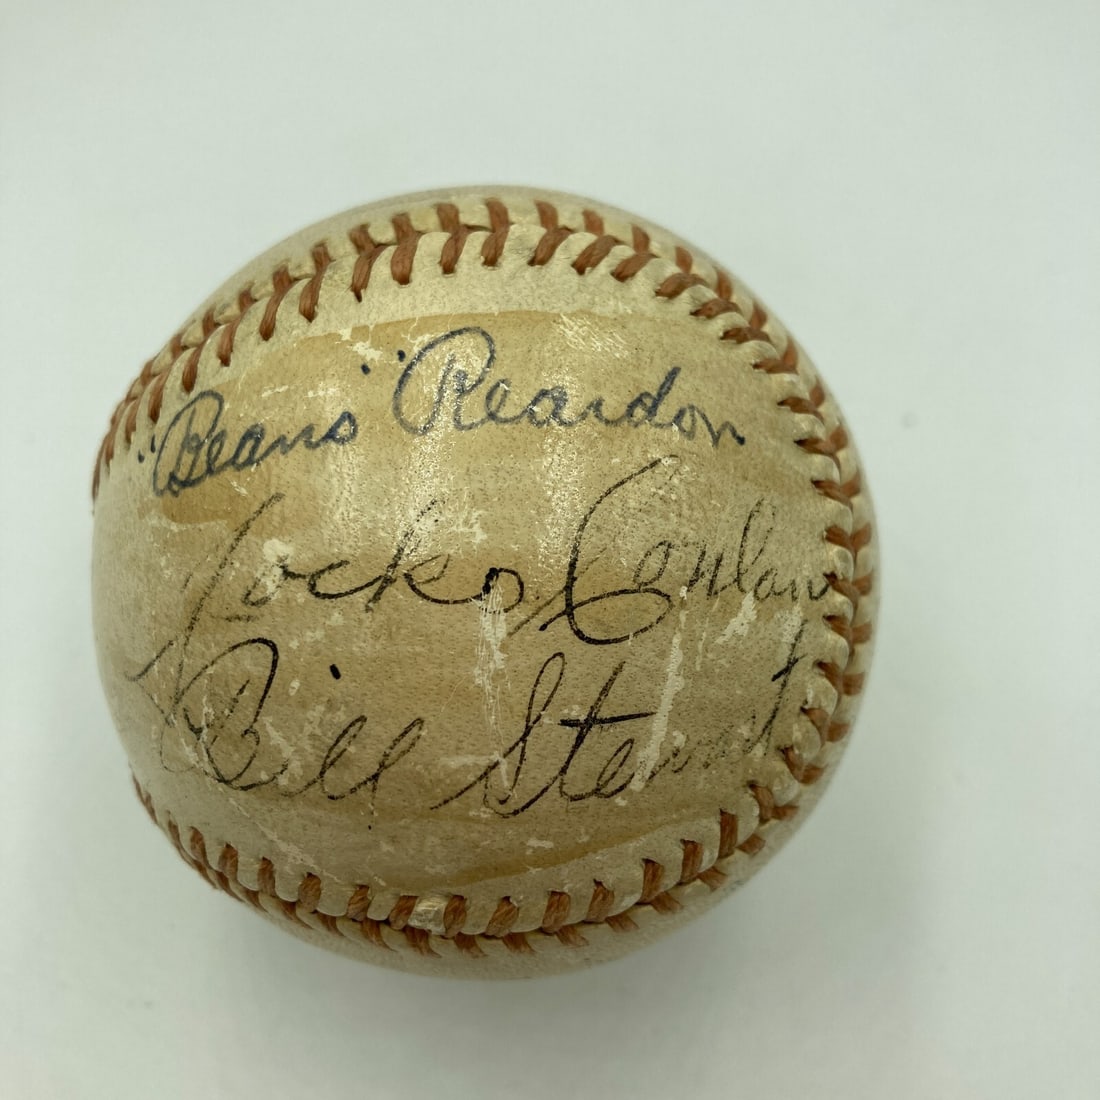 "Beans" Reardon
Jocko Conlan
Bill Stewart